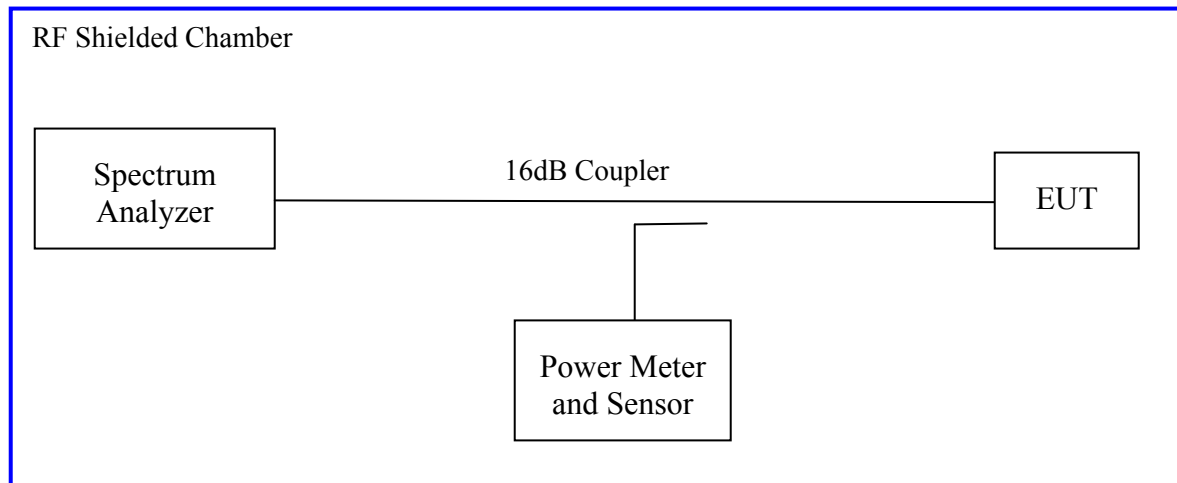 RF Shielded Chamber
16dB Coupler
Spectrum
Analyzer
EUT
Power Meter
and Sensor